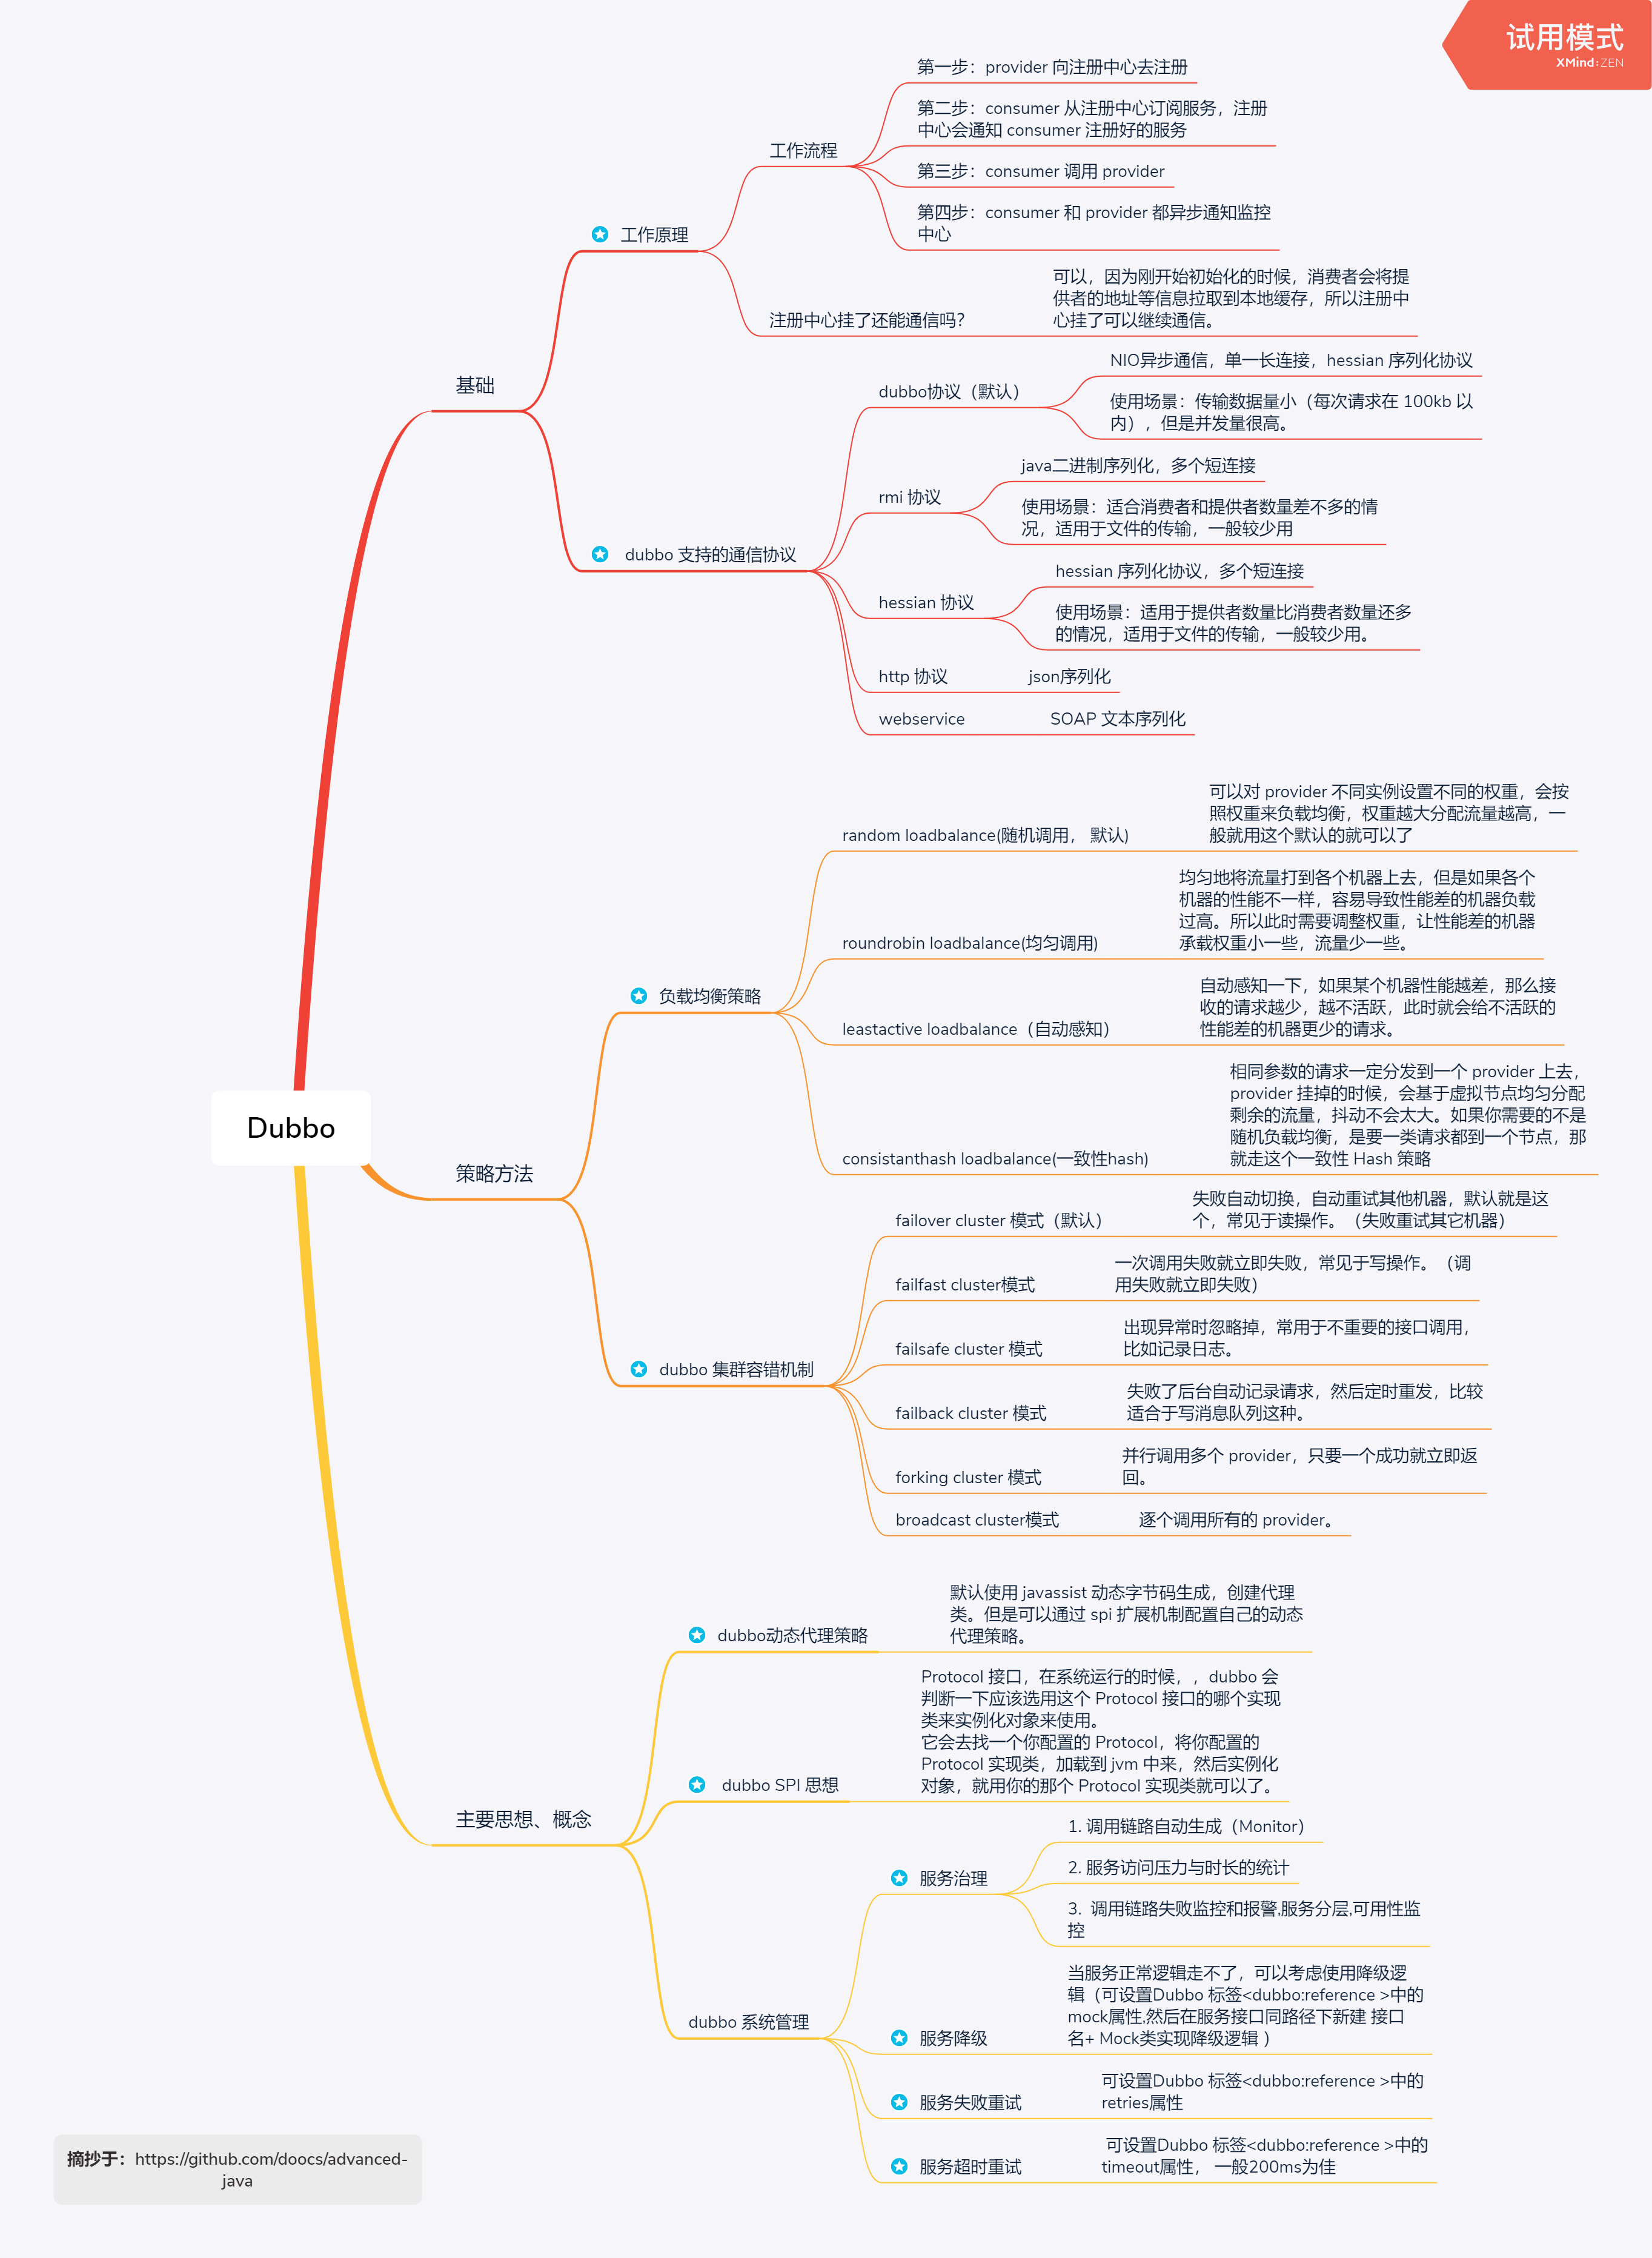 试用模式
XMind:ZEN
第一步：provider 向注册中心去注册
第二步：consumer 从注册中心订阅服务，注册
中心会通知 consumer 注册好的服务
工作流程
第三步：consumer 调用 provider
第四步：consumer 和 provider 都异步通知监控
中心
工作原理
可以，因为刚开始初始化的时候，消费者会将提
供者的地址等信息拉取到本地缓存，所以注册中
心挂了可以继续通信。
注册中心挂了还能通信吗？
基础
NIO异步通信，单一长连接，hessian 序列化协议
dubbo协议（默认）
使用场景：传输数据量小（每次请求在 100kb 以
内），但是并发量很高。
java二进制序列化，多个短连接
rmi 协议
使用场景：适合消费者和提供者数量差不多的情
况，适用于文件的传输，一般较少用
dubbo 支持的通信协议
hessian 序列化协议，多个短连接
hessian 协议
使用场景：适用于提供者数量比消费者数量还多
的情况，适用于文件的传输，一般较少用。
http 协议
json序列化
webservice
SOAP 文本序列化
可以对 provider 不同实例设置不同的权重，会按
照权重来负载均衡，权重越大分配流量越高，一
般就用这个默认的就可以了
random loadbalance(随机调用， 默认)
均匀地将流量打到各个机器上去，但是如果各个
机器的性能不一样，容易导致性能差的机器负载
过高。所以此时需要调整权重，让性能差的机器
承载权重小一些，流量少一些。
roundrobin loadbalance(均匀调用)
负载均衡策略
自动感知一下，如果某个机器性能越差，那么接
收的请求越少，越不活跃，此时就会给不活跃的
性能差的机器更少的请求。
leastactive loadbalance（自动感知）
相同参数的请求一定分发到一个 provider 上去，
provider 挂掉的时候，会基于虚拟节点均匀分配
剩余的流量，抖动不会太大。如果你需要的不是
随机负载均衡，是要一类请求都到一个节点，那
就走这个一致性 Hash 策略
consistanthash loadbalance(一致性hash)
Dubbo
策略方法
失败自动切换，自动重试其他机器，默认就是这
个，常见于读操作。（失败重试其它机器）
failover cluster 模式（默认）
一次调用失败就立即失败，常见于写操作。（调
用失败就立即失败）
failfast cluster模式
出现异常时忽略掉，常用于不重要的接口调用，
比如记录日志。
failsafe cluster 模式
dubbo 集群容错机制
失败了后台自动记录请求，然后定时重发，比较
适合于写消息队列这种。
failback cluster 模式
并行调用多个 provider，只要一个成功就立即返
回。
forking cluster 模式
broadcast cluster模式
逐个调用所有的 provider。
默认使用 javassist 动态字节码生成，创建代理
类。但是可以通过 spi 扩展机制配置自己的动态
代理策略。
dubbo动态代理策略
Protocol 接口，在系统运行的时候，，dubbo 会
判断一下应该选用这个 Protocol 接口的哪个实现
类来实例化对象来使用。
它会去找一个你配置的 Protocol，将你配置的
Protocol 实现类，加载到 jvm 中来，然后实例化
对象，就用你的那个 Protocol 实现类就可以了。
dubbo SPI 思想
主要思想、概念
1. 调用链路自动生成（Monitor）
2. 服务访问压力与时长的统计
服务治理
3. 调用链路失败监控和报警,服务分层,可用性监
控
当服务正常逻辑走不了，可以考虑使用降级逻
辑（可设置Dubbo 标签<dubbo:reference >中的
mock属性,然后在服务接口同路径下新建 接口
名+ Mock类实现降级逻辑 ）
服务降级
dubbo 系统管理
可设置Dubbo 标签<dubbo:reference >中的
retries属性
服务失败重试
可设置Dubbo 标签<dubbo:reference >中的
timeout属性， 一般200ms为佳
服务超时重试
摘抄于：https://github.com/doocs/advanced-
java